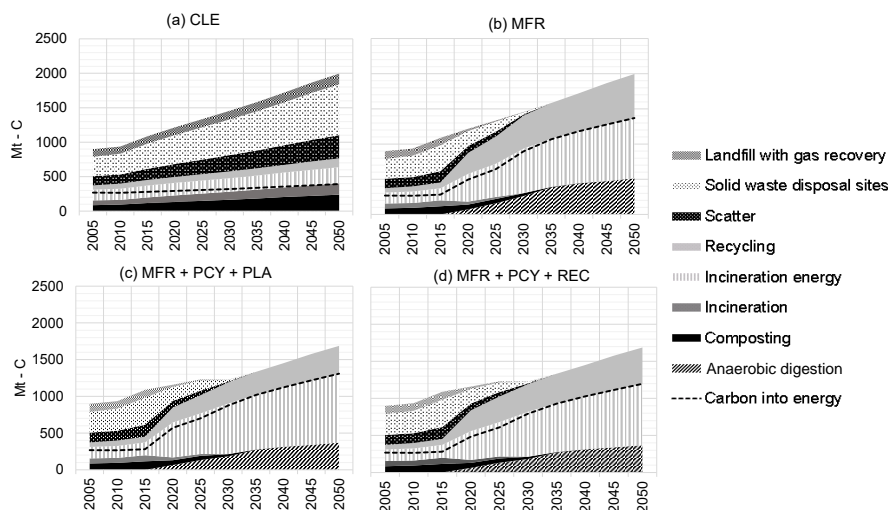 (a) CLE
(b) MFR
Mt - C
2500
2000
1500
1000
500
0
2005 2010 2015 2020 2025 2030 2035 2040 2045 2050
2005 2010 2015 2020 2025 2030 2035 2040 2045 2050
(c) MFR + PCY + PLA
(d) MFR + PCY + REC
Mt - C
2500
2000
1500
1000
500
0
2005 2010 2015 2020 2025 2030 2035 2040 2045 2050
2005 2010 2015 2020 2025 2030 2035 2040 2045 2050
Landfill with gas recovery
Solid waste disposal sites
Scatter
Recycling
Incineration energy
Incineration
Composting
Anaerobic digestion
Carbon into energy